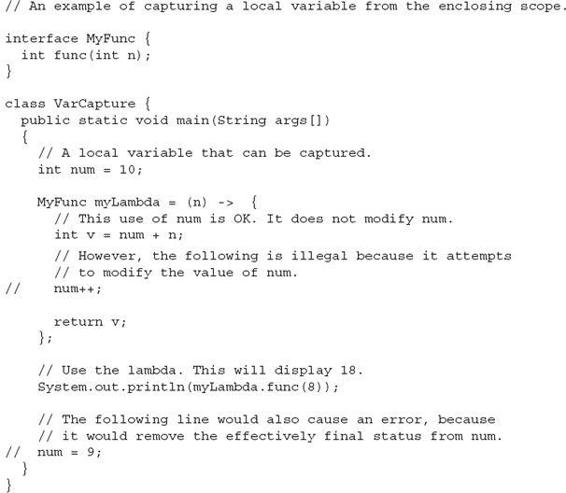 // An example of capturing a local variable from the enclosing scope.
interface MyFunc {
  int func(int n);
}
class VarCapture {
  public static void main(String args[])
  {
    // A local variable that can be captured.
    int num = 10;
    MyFunc myLambda = (n) ->  {
      // This use of num is OK. It does not modify num.
      int v = num + n;
      // However, the following is illegal because it attempts
      // to modify the value of num.
//    num++;
      return v;
    };
    // Use the lambda. This will display 18.
    System.out.println(myLambda.func(8));
    // The following line would also cause an error, because
    // it would remove the effectively final status from num.
//  num = 9;
  }
}